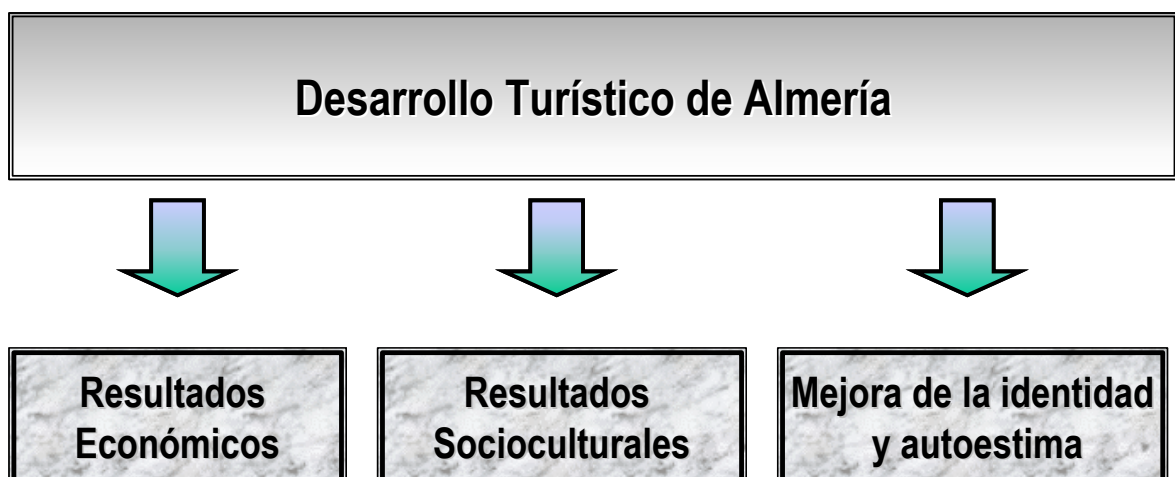 Desarrollo Turístico de Almería
Resultados
Económicos
Resultados
Socioculturales
Mejora de la identidad
y autoestima